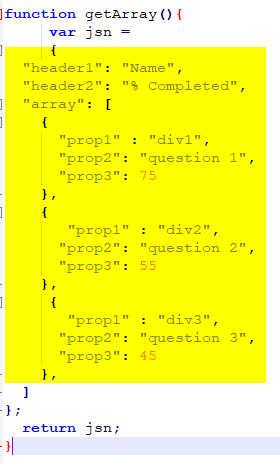 function getArray(){
var jsn =
{
"header1": "Name",
"header2": "% Completed",
"array": [
{
"prop1" : "div1",
"prop2": "question 1",
"prop3": 75
},
{
"prop1" : "div2",
"prop2": "question 2",
"prop3": 55
},
{
"prop1" : "div3",
"prop2": "question 3",
"prop3": 45
},
]
};
return jsn;
}